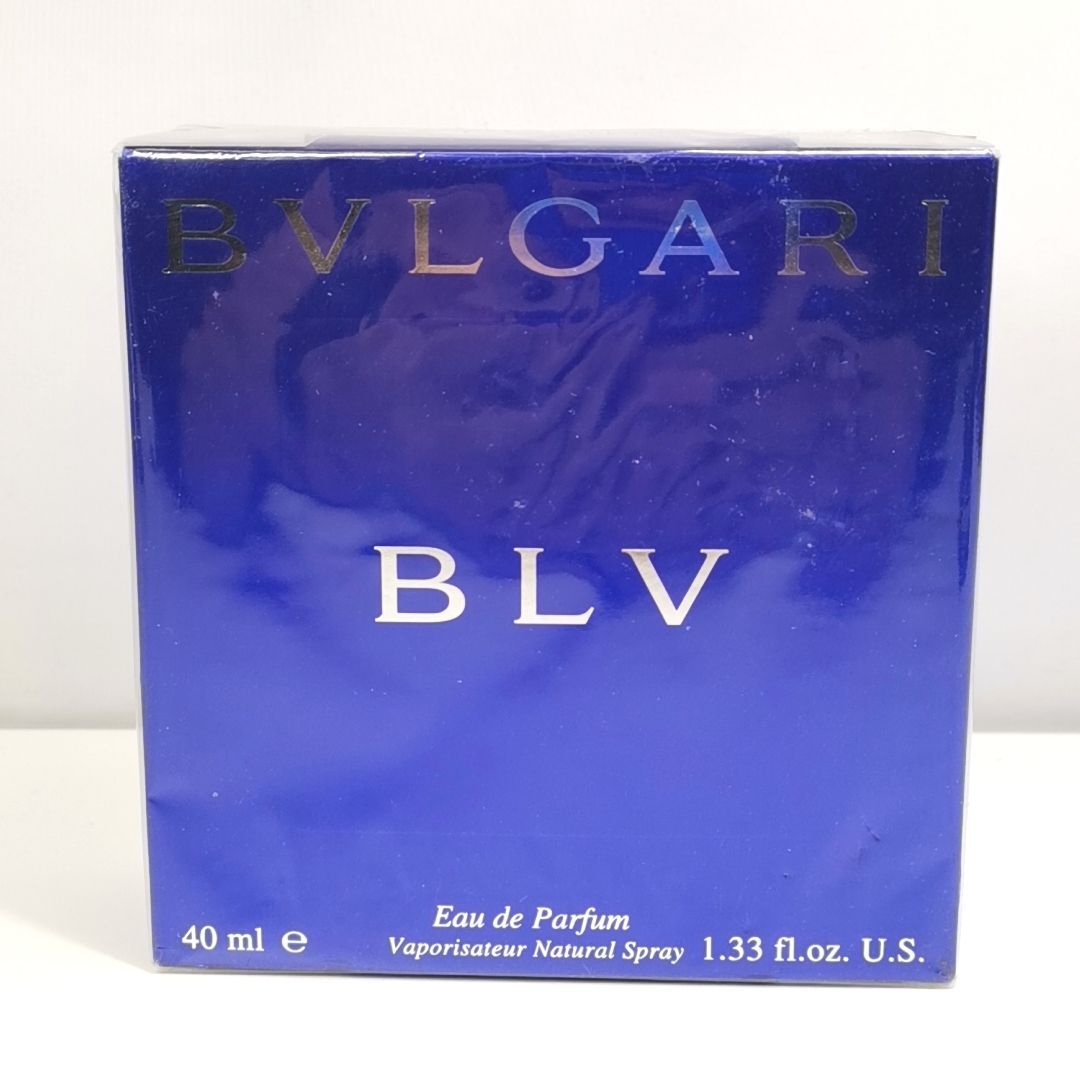 BVLGARI
BLV
Eau de Parfum
40 ml ℮ Vaporisateur Natural Spray 1.33 fl.oz. U.S.